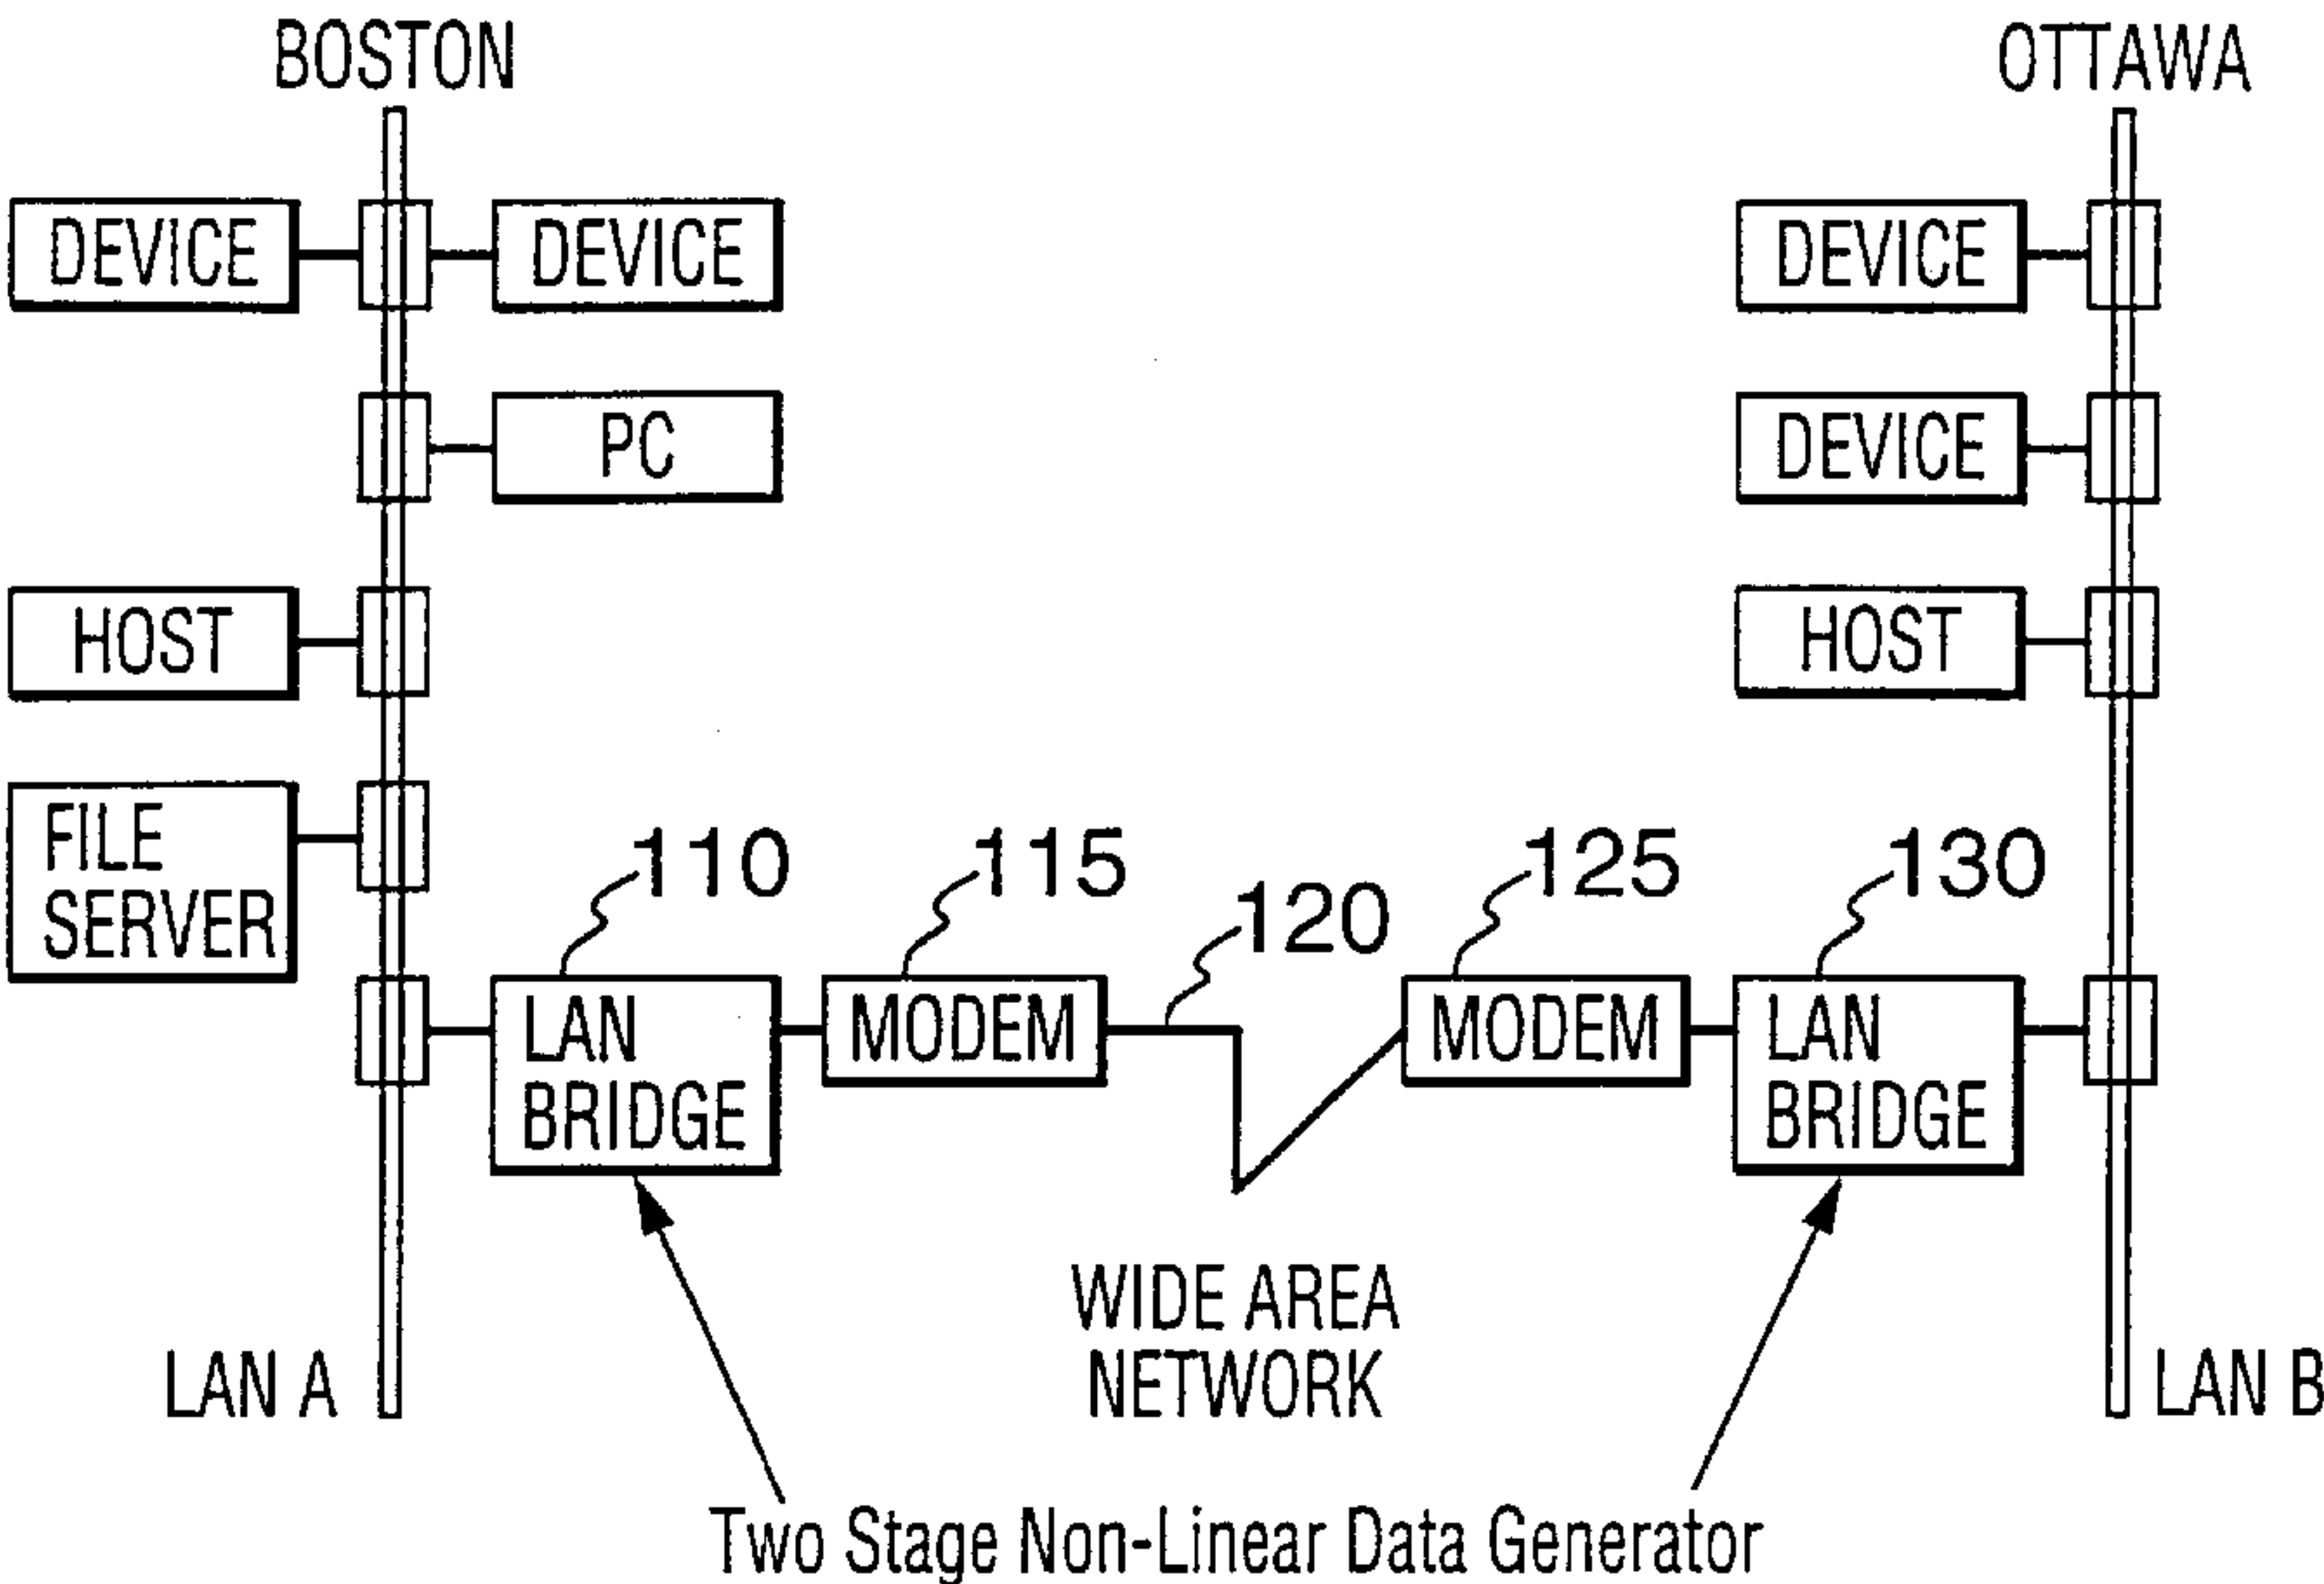 BOSTON
OTTAWA
DEVICE
DEVICE
DEVICE
PC
DEVICE
HOST
HOST
FILE
SERVER
110
115
120
125
130
LAN
BRIDGE
MODEM
MODEM
LAN
BRIDGE
WIDE AREA
NETWORK
LAN A
LAN B
Two Stage Non-Linear Data Generator